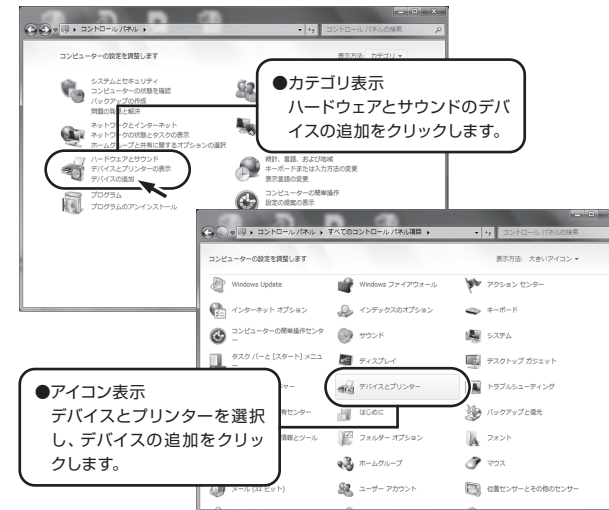 コントロール パネル
コントロール パネルの検索
コンピューターの設定を調整します
表示方法: カテゴリ
システムとセキュリティ
コンピューターの状態を確認
バックアップの作成
問題の発見と解決
ネットワークとインターネット
ネットワークの状態とタスクの表示
ホームグループと共有に関するオプションの選択
ハードウェアとサウンド
デバイスとプリンターの表示
デバイスの追加
プログラム
プログラムのアンインストール
時計、言語、および地域
キーボードまたは入力方法の変更
表示言語の変更
コンピューターの簡単操作
設定の提案の表示
●カテゴリ表示
ハードウェアとサウンドのデバ
イスの追加をクリックします。
コントロール パネル
すべてのコントロール パネル項目
コントロール パネルの検索
コンピューターの設定を調整します
表示方法: 大きいアイコン
Windows Update
Windows ファイアウォール
アクション センター
インターネット オプション
インデックスのオプション
キーボード
コンピューターの簡単操作センタ
ー
サウンド
システム
タスク バーと [スタート] メニュ
ー
ディスプレイ
デスクトップ ガジェット
ジャー
デバイスとプリンター
トラブルシューティング
有センター
はじめに
バックアップと復元
情報とツール
フォルダー オプション
フォント
ホームグループ
マウス
メール (32 ビット)
ユーザー アカウント
位置センサーとその他のセンサー
●アイコン表示
デバイスとプリンターを選択
し、デバイスの追加をクリッ
クします。